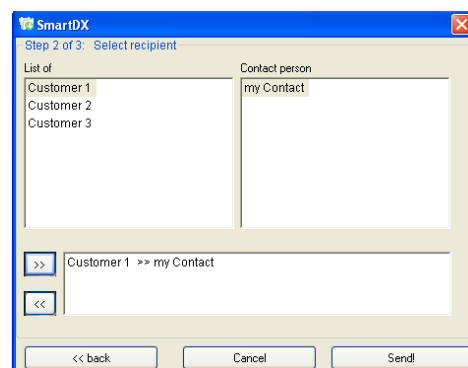 SmartDX
Step 2 of 3: Select recipient
List of
Contact person
Customer 1
Customer 2
Customer 3
my Contact
>>
Customer 1 >> my Contact
<<
<< back
Cancel
Send!